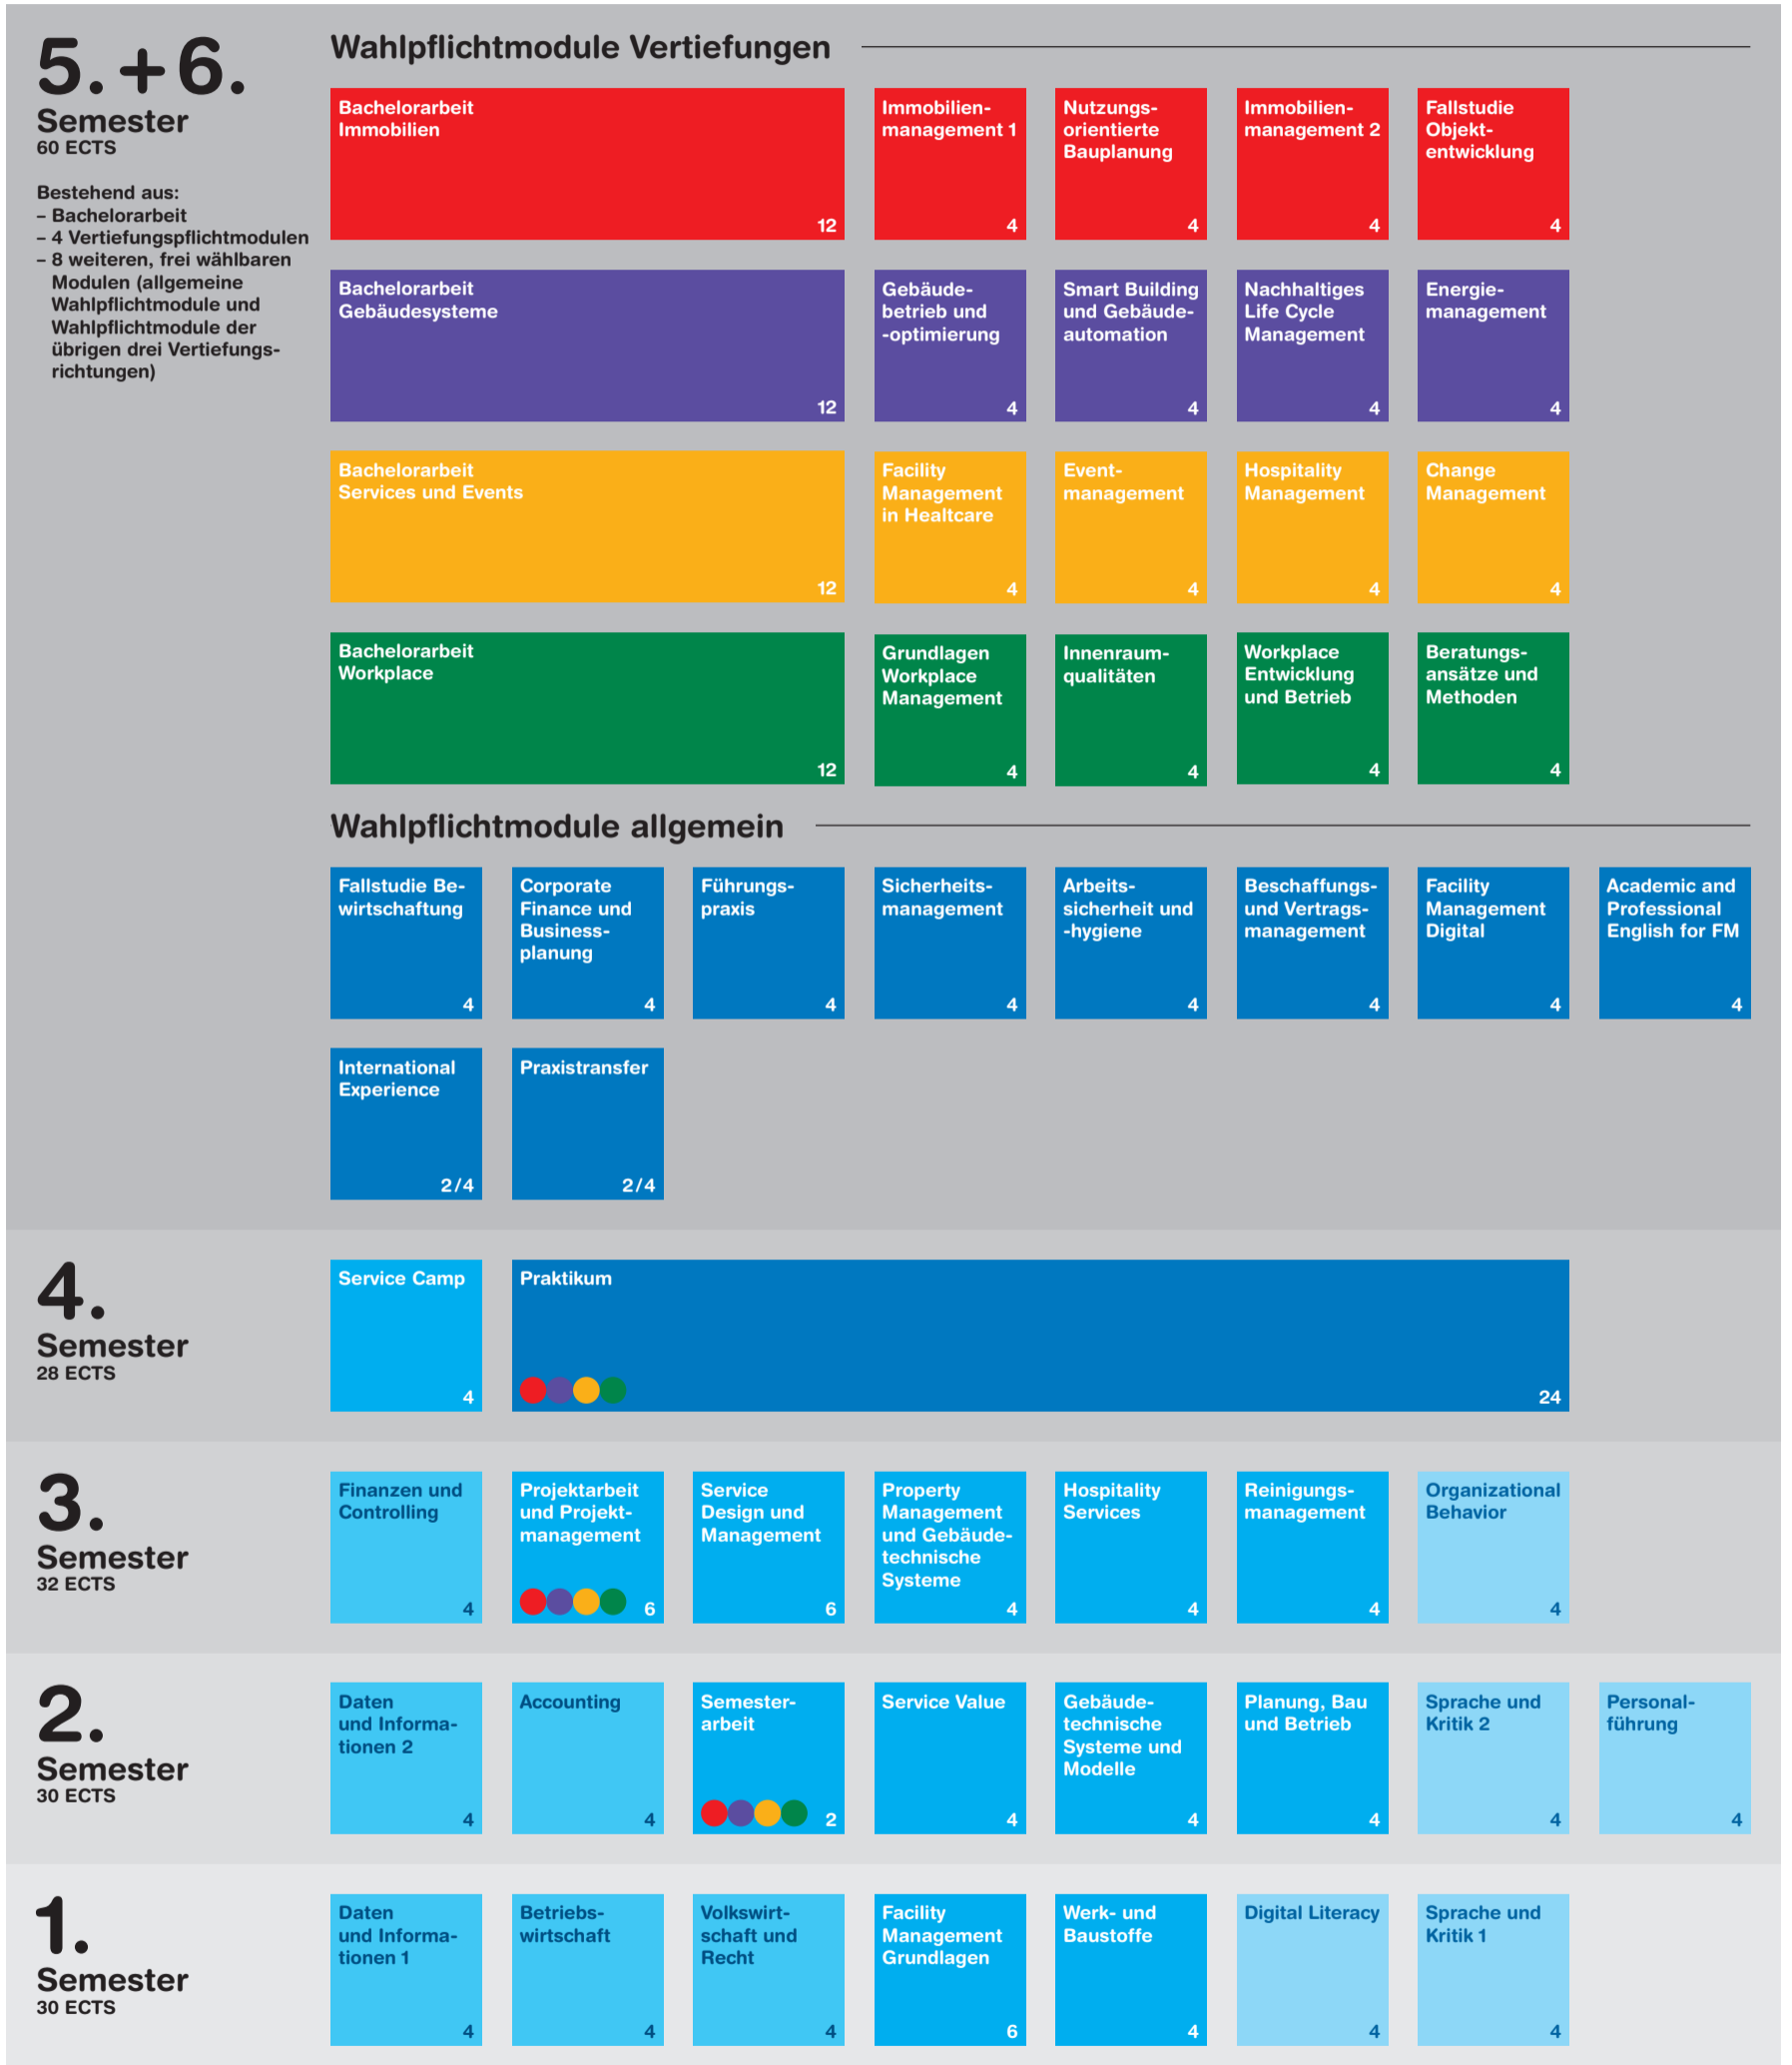 5.+6.
Semester
60 ECTS
Bestehend aus:
– Bachelorarbeit
– 4 Vertiefungspflichtmodulen
– 8 weiteren, frei wählbaren
Modulen (allgemeine
Wahlpflichtmodule und
Wahlpflichtmodule der
übrigen drei Vertiefungs-
richtungen)
Wahlpflichtmodule Vertiefungen
Bachelorarbeit
Immobilien
12
Immobilien-
management 1
4
Nutzungs-
orientierte
Bauplanung
4
Immobilien-
management 2
4
Fallstudie
Objekt-
entwicklung
4
Bachelorarbeit
Gebäudesysteme
12
Gebäude-
betrieb und
-optimierung
4
Smart Building
und Gebäude-
automation
4
Nachhaltiges
Life Cycle
Management
4
Energie-
management
4
Bachelorarbeit
Services und Events
12
Facility
Management
in Healtcare
4
Event-
management
4
Hospitality
Management
4
Change
Management
4
Bachelorarbeit
Workplace
12
Grundlagen
Workplace
Management
4
Innenraum-
qualitäten
4
Workplace
Entwicklung
und Betrieb
4
Beratungs-
ansätze und
Methoden
4
Wahlpflichtmodule allgemein
Fallstudie Be-
wirtschaftung
4
Corporate
Finance und
Business-
planung
4
Führungs-
praxis
4
Sicherheits-
management
4
Arbeits-
sicherheit und
-hygiene
4
Beschaffungs-
und Vertrags-
management
4
Facility
Management
Digital
4
Academic and
Professional
English for FM
4
International
Experience
2/4
Praxistransfer
2/4
4.
Semester
28 ECTS
Service Camp
4
Praktikum
24
3.
Semester
32 ECTS
Finanzen und
Controlling
4
Projektarbeit
und Projekt-
management
6
Service
Design und
Management
6
Property
Management
und Gebäude-
technische
Systeme
4
Hospitality
Services
4
Reinigungs-
management
4
Organizational
Behavior
4
2.
Semester
30 ECTS
Daten
und Informa-
tionen 2
4
Accounting
4
Semester-
arbeit
2
Service Value
4
Gebäude-
technische
Systeme und
Modelle
4
Planung, Bau
und Betrieb
4
Sprache und
Kritik 2
4
Personal-
führung
4
1.
Semester
30 ECTS
Daten
und Informa-
tionen 1
4
Betriebs-
wirtschaft
4
Volkswirt-
schaft und
Recht
4
Facility
Management
Grundlagen
6
Werk- und
Baustoffe
4
Digital Literacy
4
Sprache und
Kritik 1
4